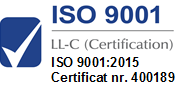 ISO 9001
LL-C (Certification)
ISO 9001:2015
Certificat nr. 400189